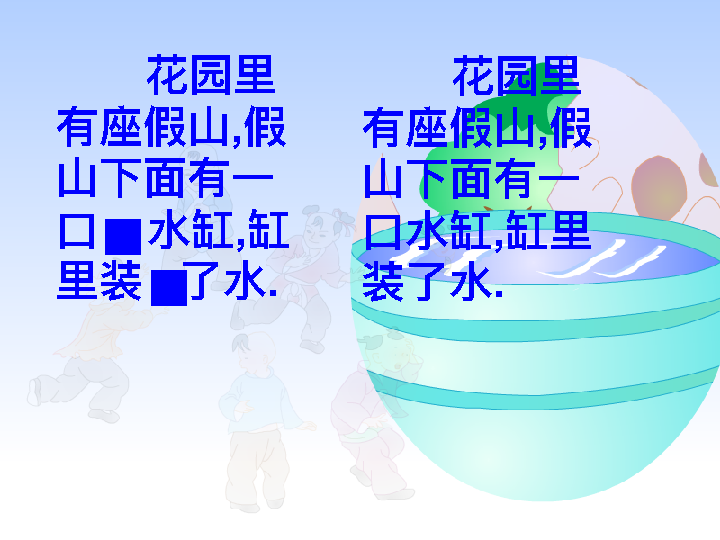 花园里
有座假山,假
山下面有一
口■水缸,缸
里装■了水.
花园里
有座假山,假
山下面有一
口水缸,缸里
装了水.